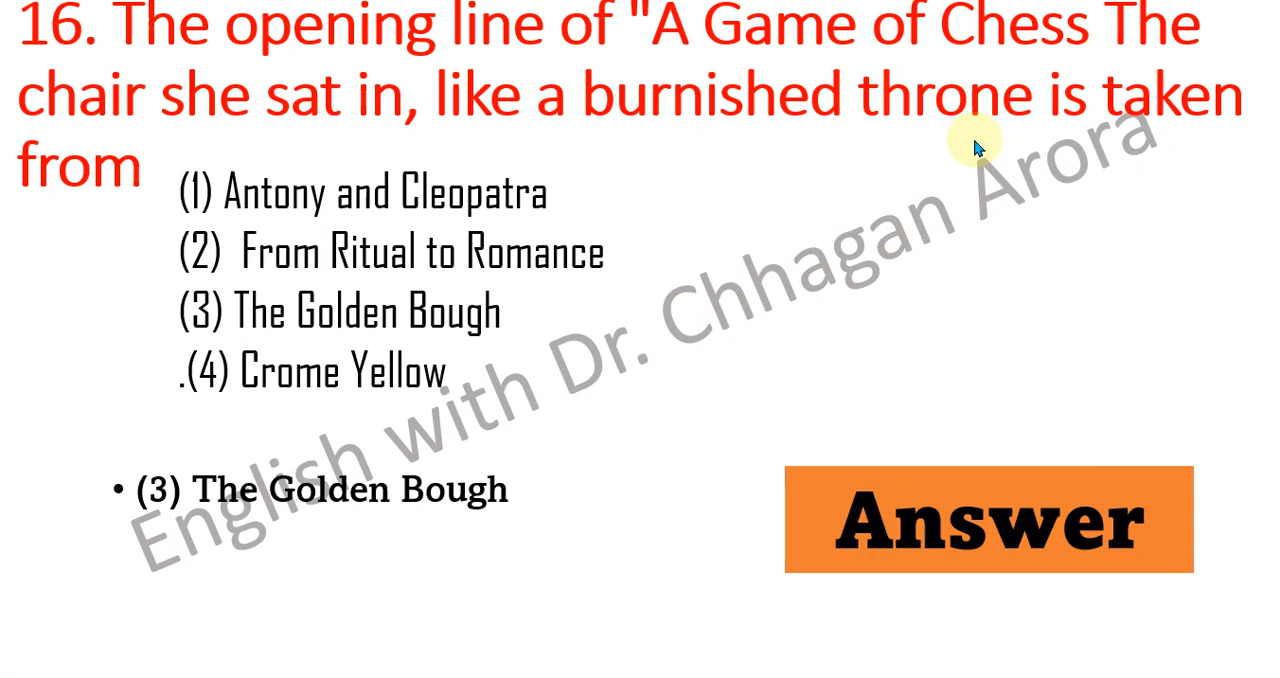 16. The opening line of "A Game of Chess The
chair she sat in, like a burnished throne is taken
from
(1) Antony and Cleopatra
(2) From Ritual to Romance
(3) The Golden Bough
.(4) Crome Yellow
English with Dr. Chhagan Arora
• (3) The Golden Bough
Answer